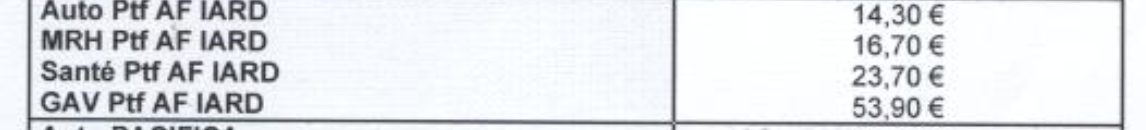 Auto Ptf AF IARD 14,30 €
MRH Ptf AF IARD 16,70 €
Santé Ptf AF IARD 23,70 €
GAV Ptf AF IARD 53,90 €